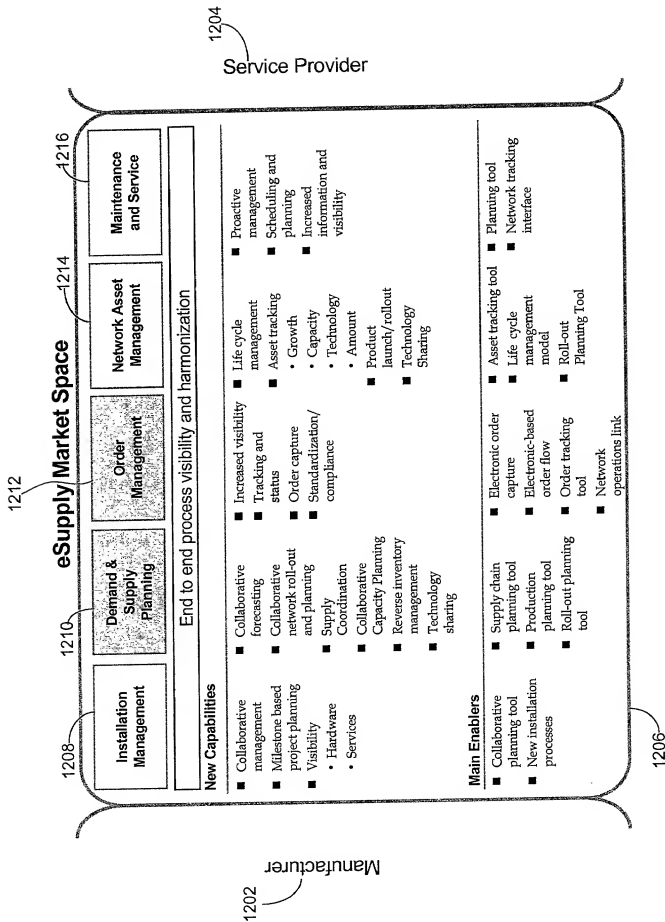 eSupply Market Space
1208
1210
1212
1214
1216
Installation
Management
Demand &
Supply
Planning
Order
Management
Network Asset
Management
Maintenance
and Service
End to end process visibility and harmonization
New Capabilities
■ Collaborative
management
■ Milestone based
project planning
■ Visibility
• Hardware
• Services
■ Collaborative
forecasting
■ Collaborative
network roll-out
and planning
■ Supply
Coordination
■ Collaborative
Capacity Planning
■ Reverse inventory
management
■ Technology
sharing
■ Increased visibility
■ Tracking and
status
■ Order capture
■ Standardization/
compliance
■ Life cycle
management
■ Asset tracking
• Growth
• Capacity
• Technology
• Amount
■ Product
launch/rollout
■ Technology
Sharing
■ Proactive
management
■ Scheduling and
planning
■ Increased
information and
visibility
Main Enablers
■ Collaborative
planning tool
■ New installation
processes
■ Supply chain
planning tool
■ Production
planning tool
■ Roll-out planning
tool
■ Electronic order
capture
■ Electronic-based
order flow
■ Order tracking
tool
■ Network
operations link
■ Asset tracking tool
■ Life cycle
management
model
■ Roll-out
Planning Tool
■ Planning tool
■ Network tracking
interface
Manufacturer
1202
Service Provider
1204
1206